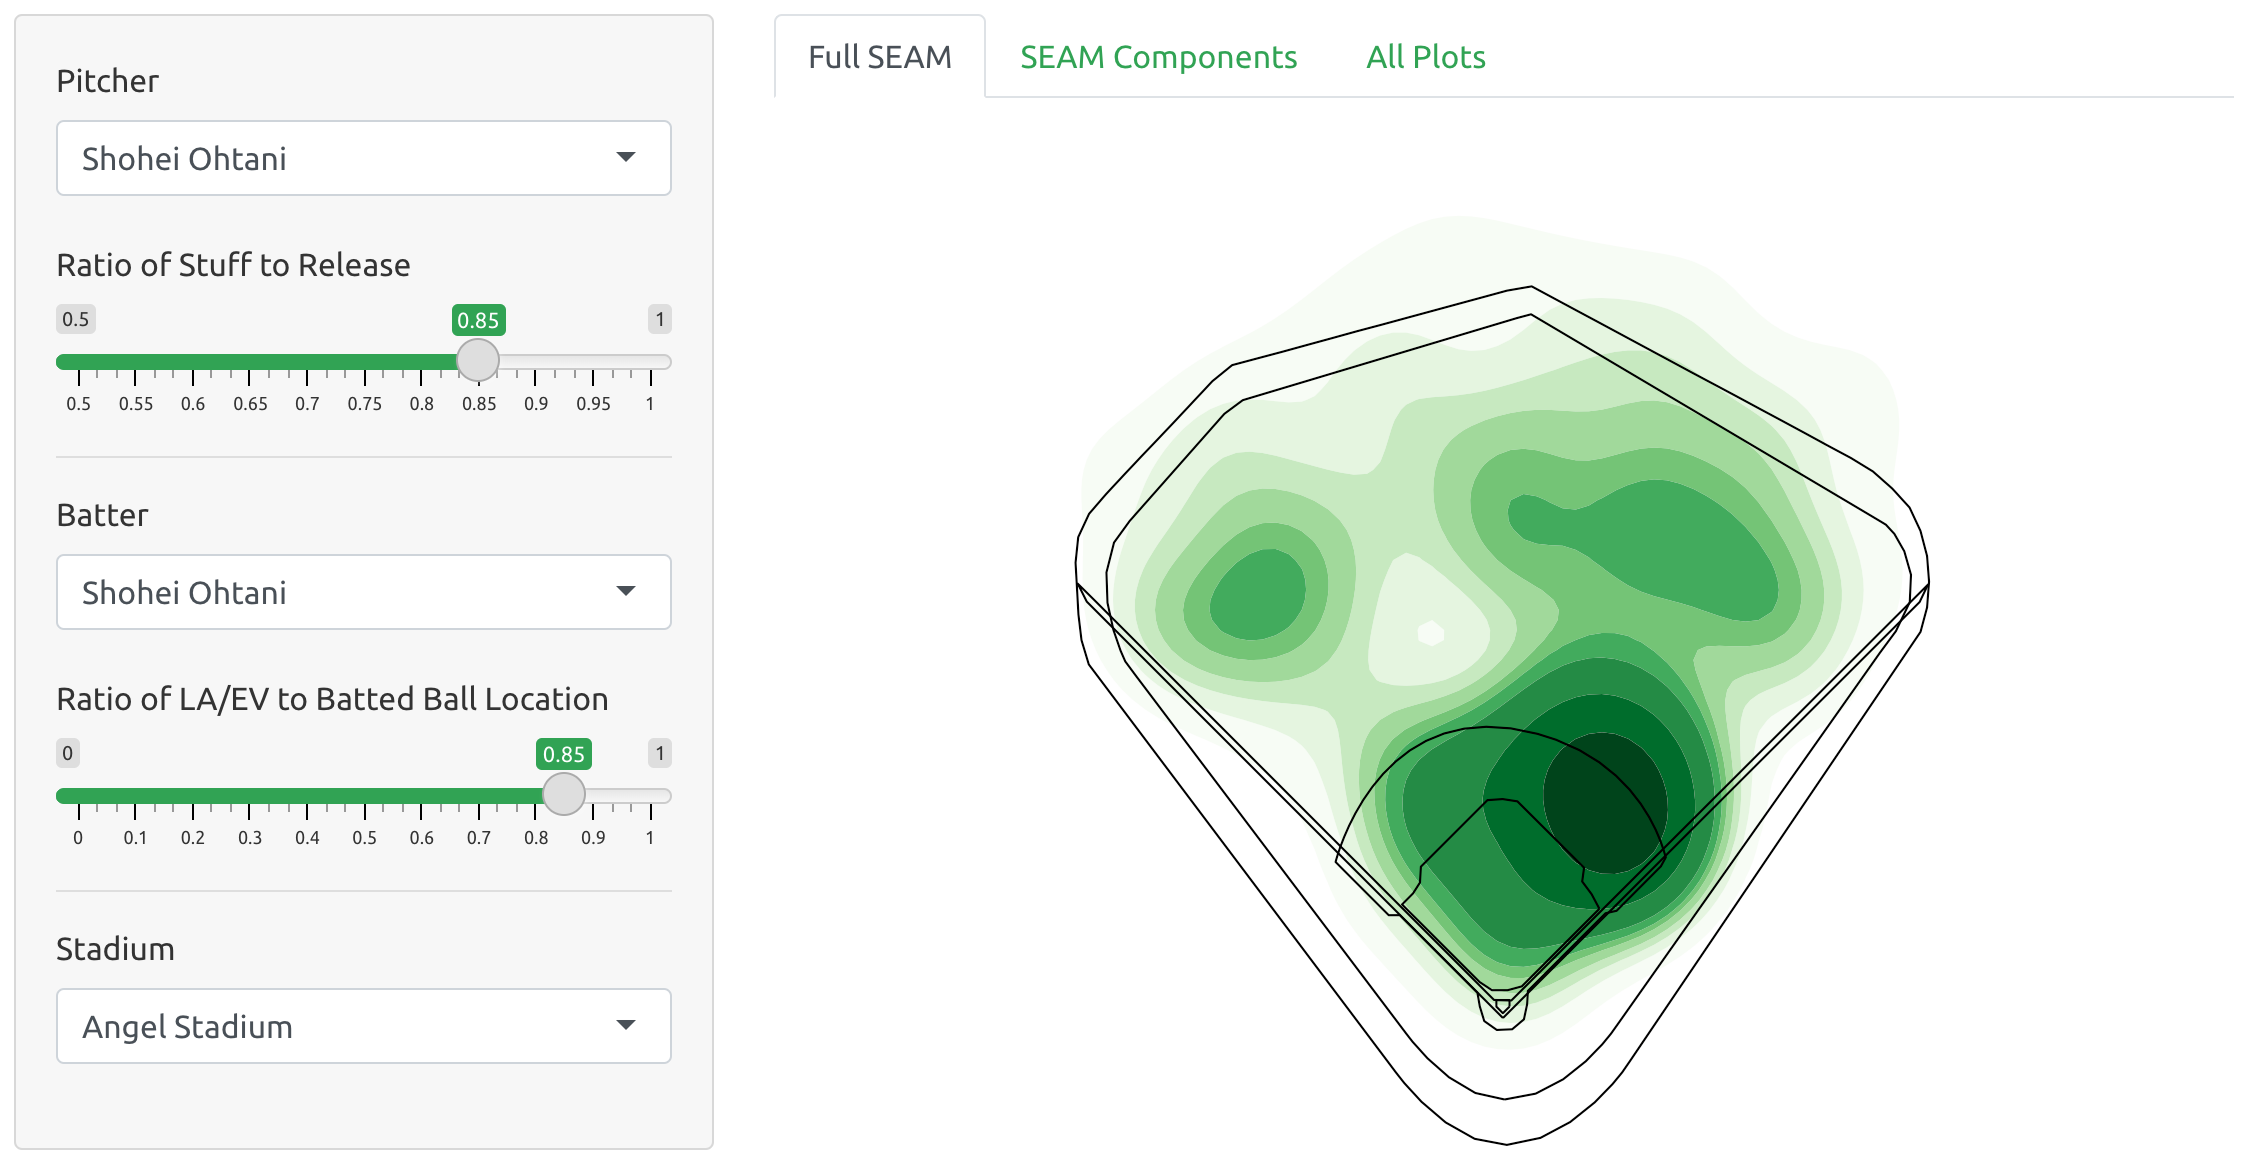 Full SEAM SEAM Components All Plots
Pitcher
Shohei Ohtani
Ratio of Stuff to Release
0.5 0.85 1
0.5 0.55 0.6 0.65 0.7 0.75 0.8 0.85 0.9 0.95 1
Batter
Shohei Ohtani
Ratio of LA/EV to Batted Ball Location
0 0.85 1
0 0.1 0.2 0.3 0.4 0.5 0.6 0.7 0.8 0.9 1
Stadium
Angel Stadium